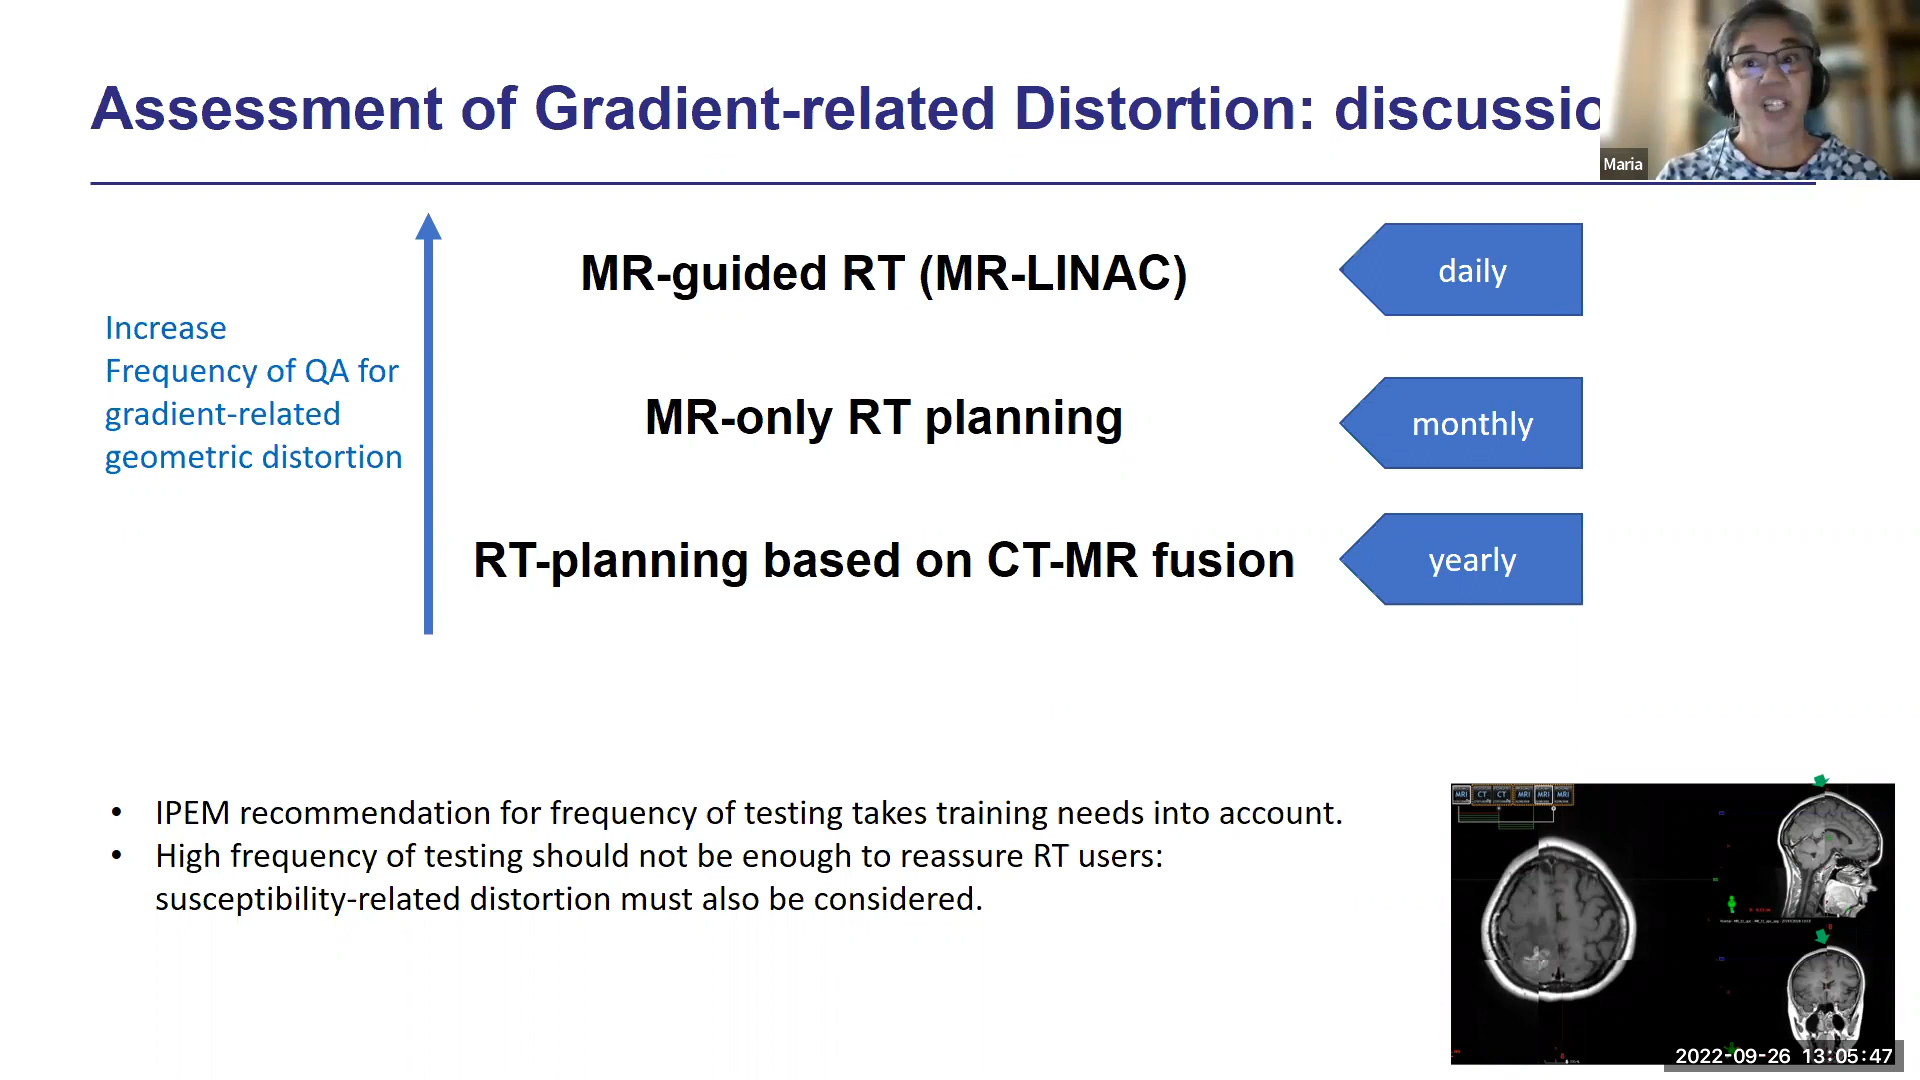 Assessment of Gradient-related Distortion: discussio
Maria
MR-guided RT (MR-LINAC)
daily
Increase
Frequency of QA for
gradient-related
geometric distortion
MR-only RT planning
monthly
RT-planning based on CT-MR fusion
yearly
• IPEM recommendation for frequency of testing takes training needs into account.
• High frequency of testing should not be enough to reassure RT users:
susceptibility-related distortion must also be considered.
MRI CT CT MRI MRI MRI
2022-09-26 13:05:47